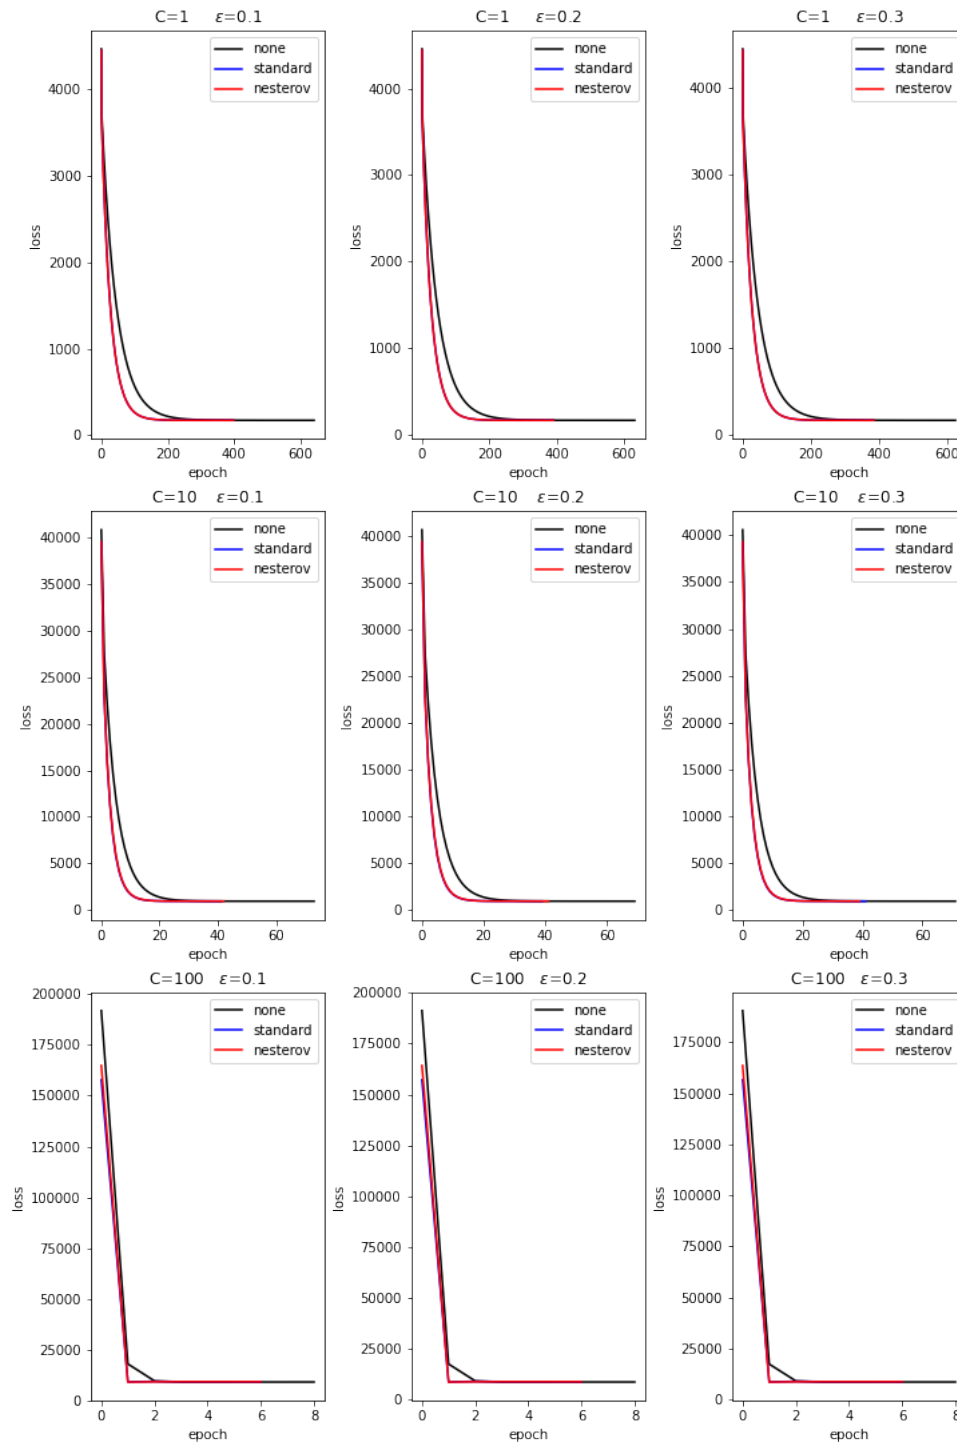 C=1 ε=0.1
none
standard
nesterov
4000
3000
2000
1000
0
loss
0 200 400 600
epoch
C=1 ε=0.2
none
standard
nesterov
4000
3000
2000
1000
0
loss
0 200 400 600
epoch
C=1 ε=0.3
none
standard
nesterov
4000
3000
2000
1000
0
loss
0 200 400 600
epoch
C=10 ε=0.1
none
standard
nesterov
40000
35000
30000
25000
20000
15000
10000
5000
0
loss
0 20 40 60
epoch
C=10 ε=0.2
none
standard
nesterov
40000
35000
30000
25000
20000
15000
10000
5000
0
loss
0 20 40 60
epoch
C=10 ε=0.3
none
standard
nesterov
40000
35000
30000
25000
20000
15000
10000
5000
0
loss
0 20 40 60
epoch
C=100 ε=0.1
none
standard
nesterov
200000
175000
150000
125000
100000
75000
50000
25000
0
loss
0 2 4 6 8
epoch
C=100 ε=0.2
none
standard
nesterov
200000
175000
150000
125000
100000
75000
50000
25000
0
loss
0 2 4 6 8
epoch
C=100 ε=0.3
none
standard
nesterov
175000
150000
125000
100000
75000
50000
25000
0
loss
0 2 4 6 8
epoch